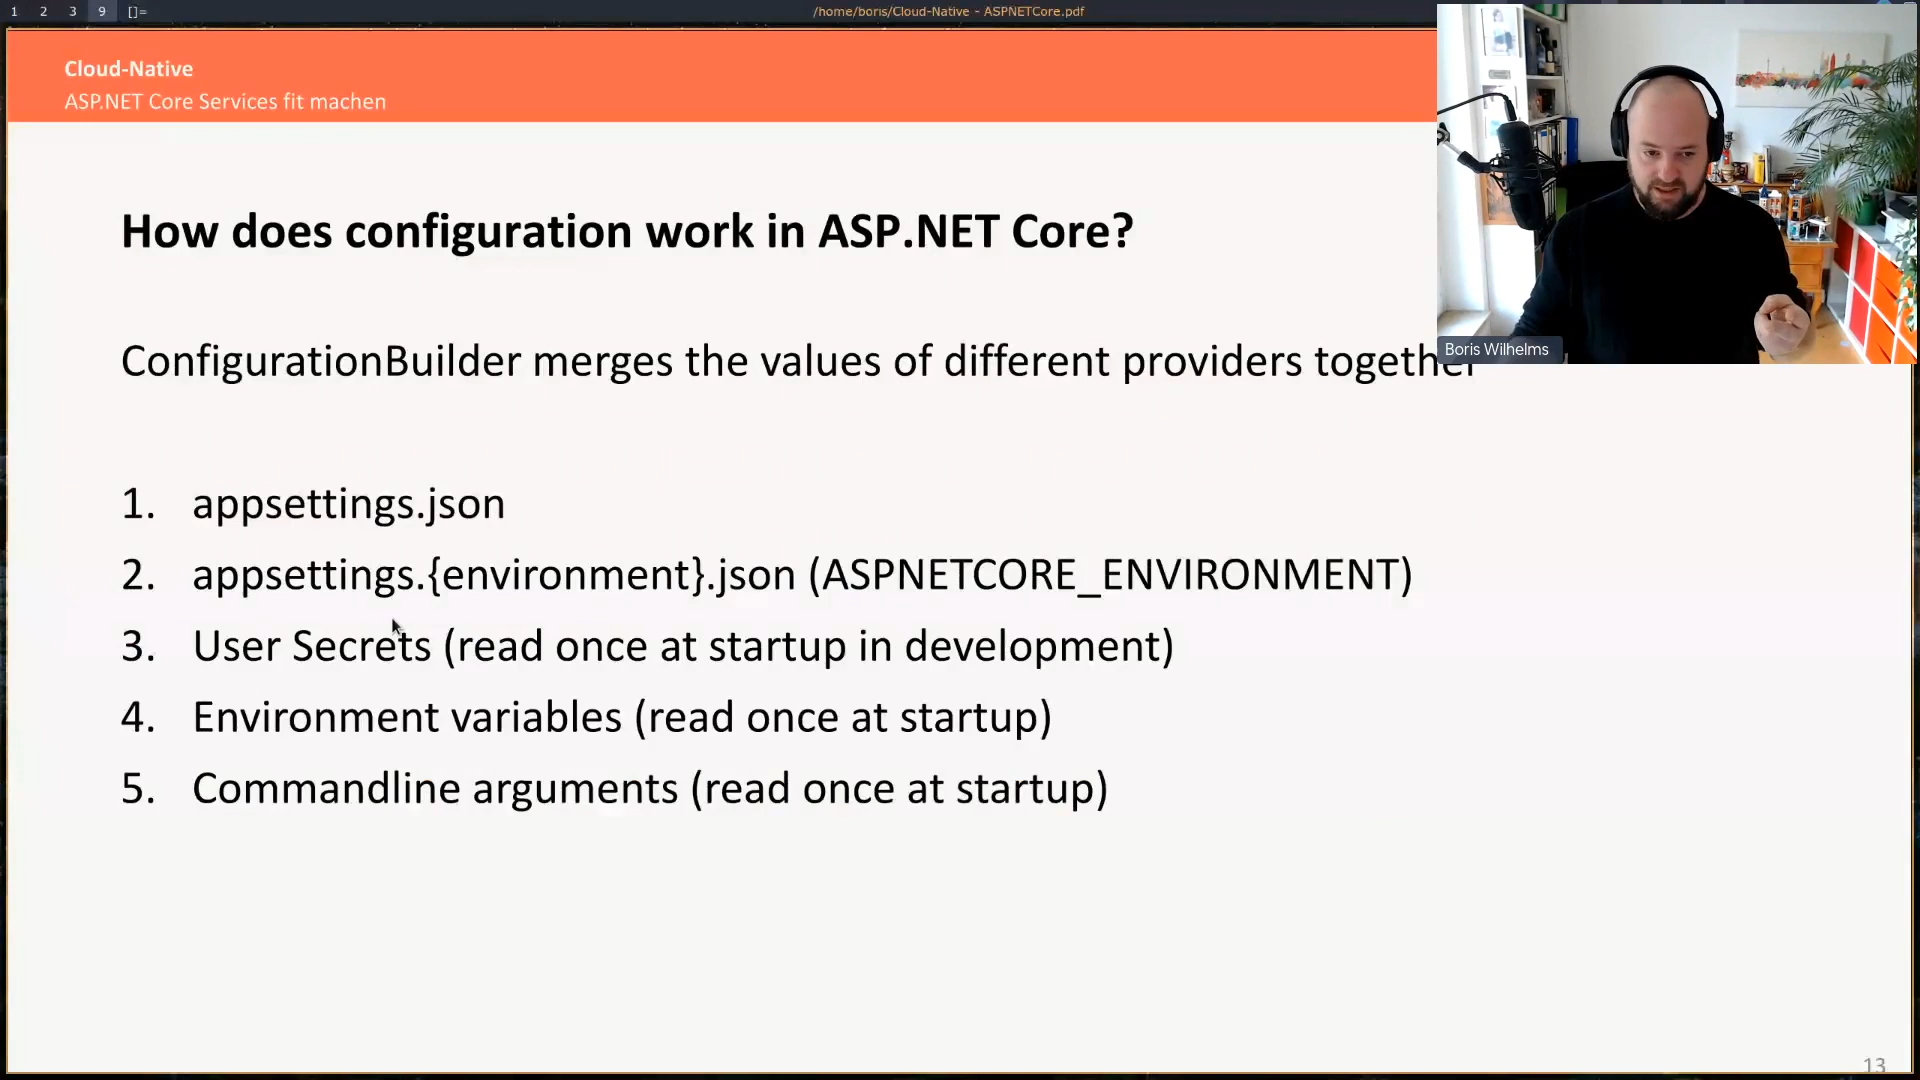 1 2 3 9 []= /home/boris/Cloud-Native - ASPNETCore.pdf
Cloud-Native
ASP.NET Core Services fit machen
How does configuration work in ASP.NET Core?
Boris Wilhelms
ConfigurationBuilder merges the values of different providers together
1. appsettings.json
2. appsettings.{environment}.json (ASPNETCORE_ENVIRONMENT)
3. User Secrets (read once at startup in development)
4. Environment variables (read once at startup)
5. Commandline arguments (read once at startup)
13